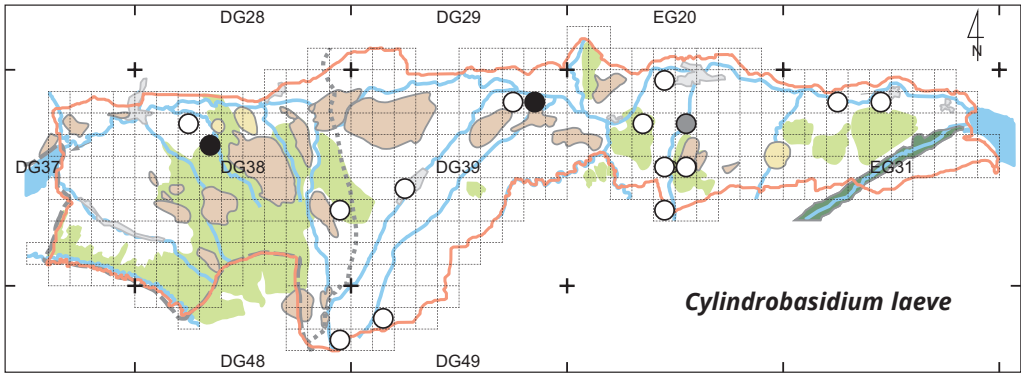 DG28 DG29 EG20
N
DG37 DG38 DG39 EG31
Cylindrobasidium laeve
DG48 DG49